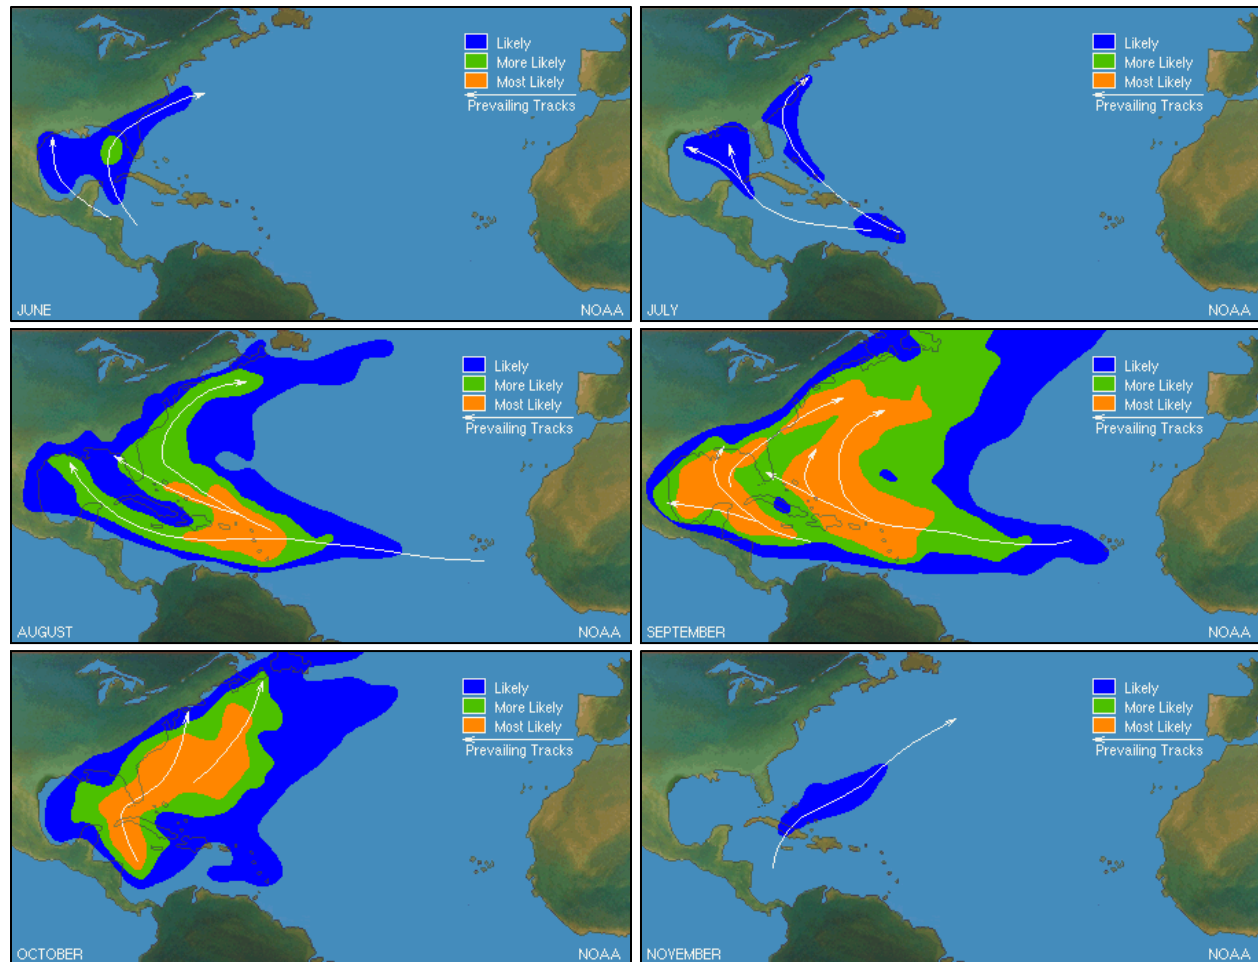 Likely
More Likely
Most Likely
Prevailing Tracks
JUNE
NOAA
Likely
More Likely
Most Likely
Prevailing Tracks
JULY
NOAA
Likely
More Likely
Most Likely
Prevailing Tracks
AUGUST
NOAA
Likely
More Likely
Most Likely
Prevailing Tracks
SEPTEMBER
NOAA
Likely
More Likely
Most Likely
Prevailing Tracks
OCTOBER
NOAA
Likely
More Likely
Most Likely
Prevailing Tracks
NOVEMBER
NOAA